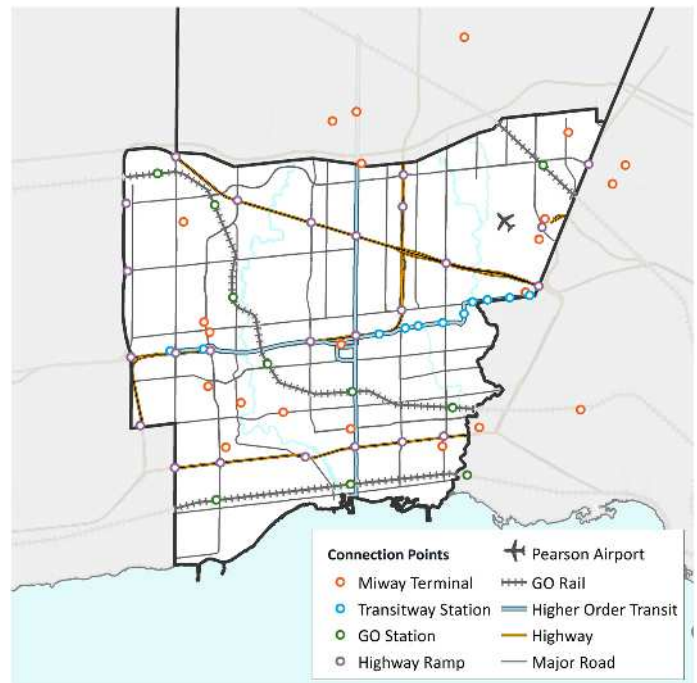 Connection Points
Pearson Airport
Miway Terminal
GO Rail
Transitway Station
Higher Order Transit
GO Station
Highway
Highway Ramp
Major Road